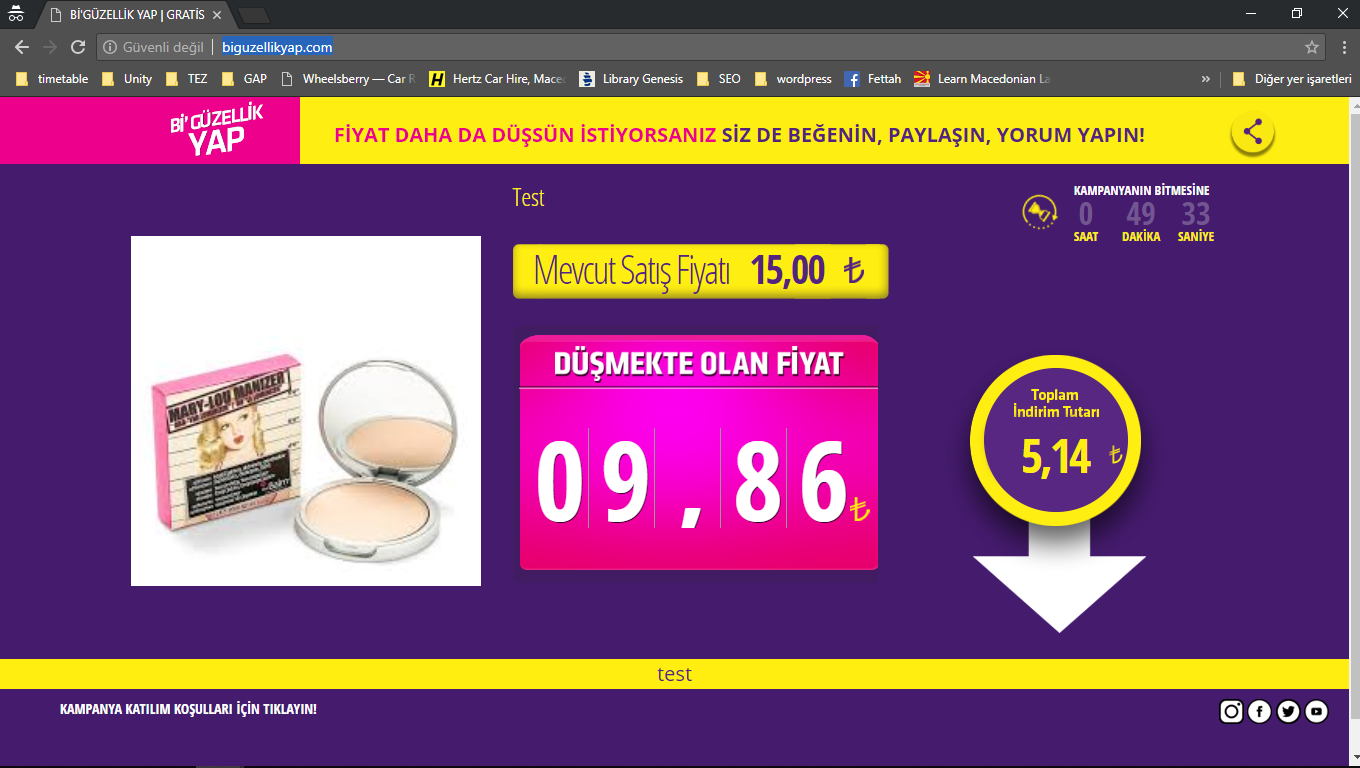 Bİ'GÜZELLİK YAP | GRATİS
Güvenli değil | biguzellikyap.com
timetable Unity TEZ GAP Wheelsberry — Car R Hertz Car Hire, Mace Library Genesis SEO wordpress Fettah Learn Macedonian La » Diğer yer işaretleri
Bİ' GÜZELLİK
YAP
FİYAT DAHA DA DÜŞSÜN İSTİYORSANIZ SİZ DE BEĞENİN, PAYLAŞIN, YORUM YAPIN!
Test
KAMPANYANIN BİTMESİNE
0 49 33
SAAT DAKİKA SANİYE
Mevcut Satış Fiyatı 15,00 ₺
MARY-LOU MANIZER
DÜŞMEKTE OLAN FİYAT
09,86 ₺
Toplam
İndirim Tutarı
5,14 ₺
test
KAMPANYA KATILIM KOŞULLARI İÇİN TIKLAYIN!